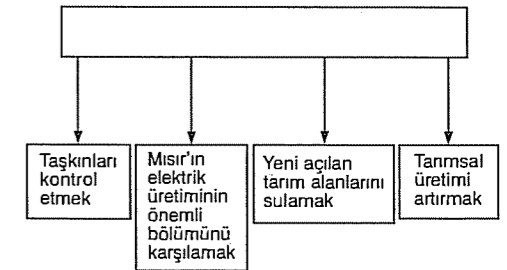 Taşkınları
kontrol
etmek
Mısır'ın
elektrik
üretiminin
önemli
bölümünü
karşılamak
Yeni açılan
tarım alanlarını
sulamak
Tarımsal
üretimi
artırmak